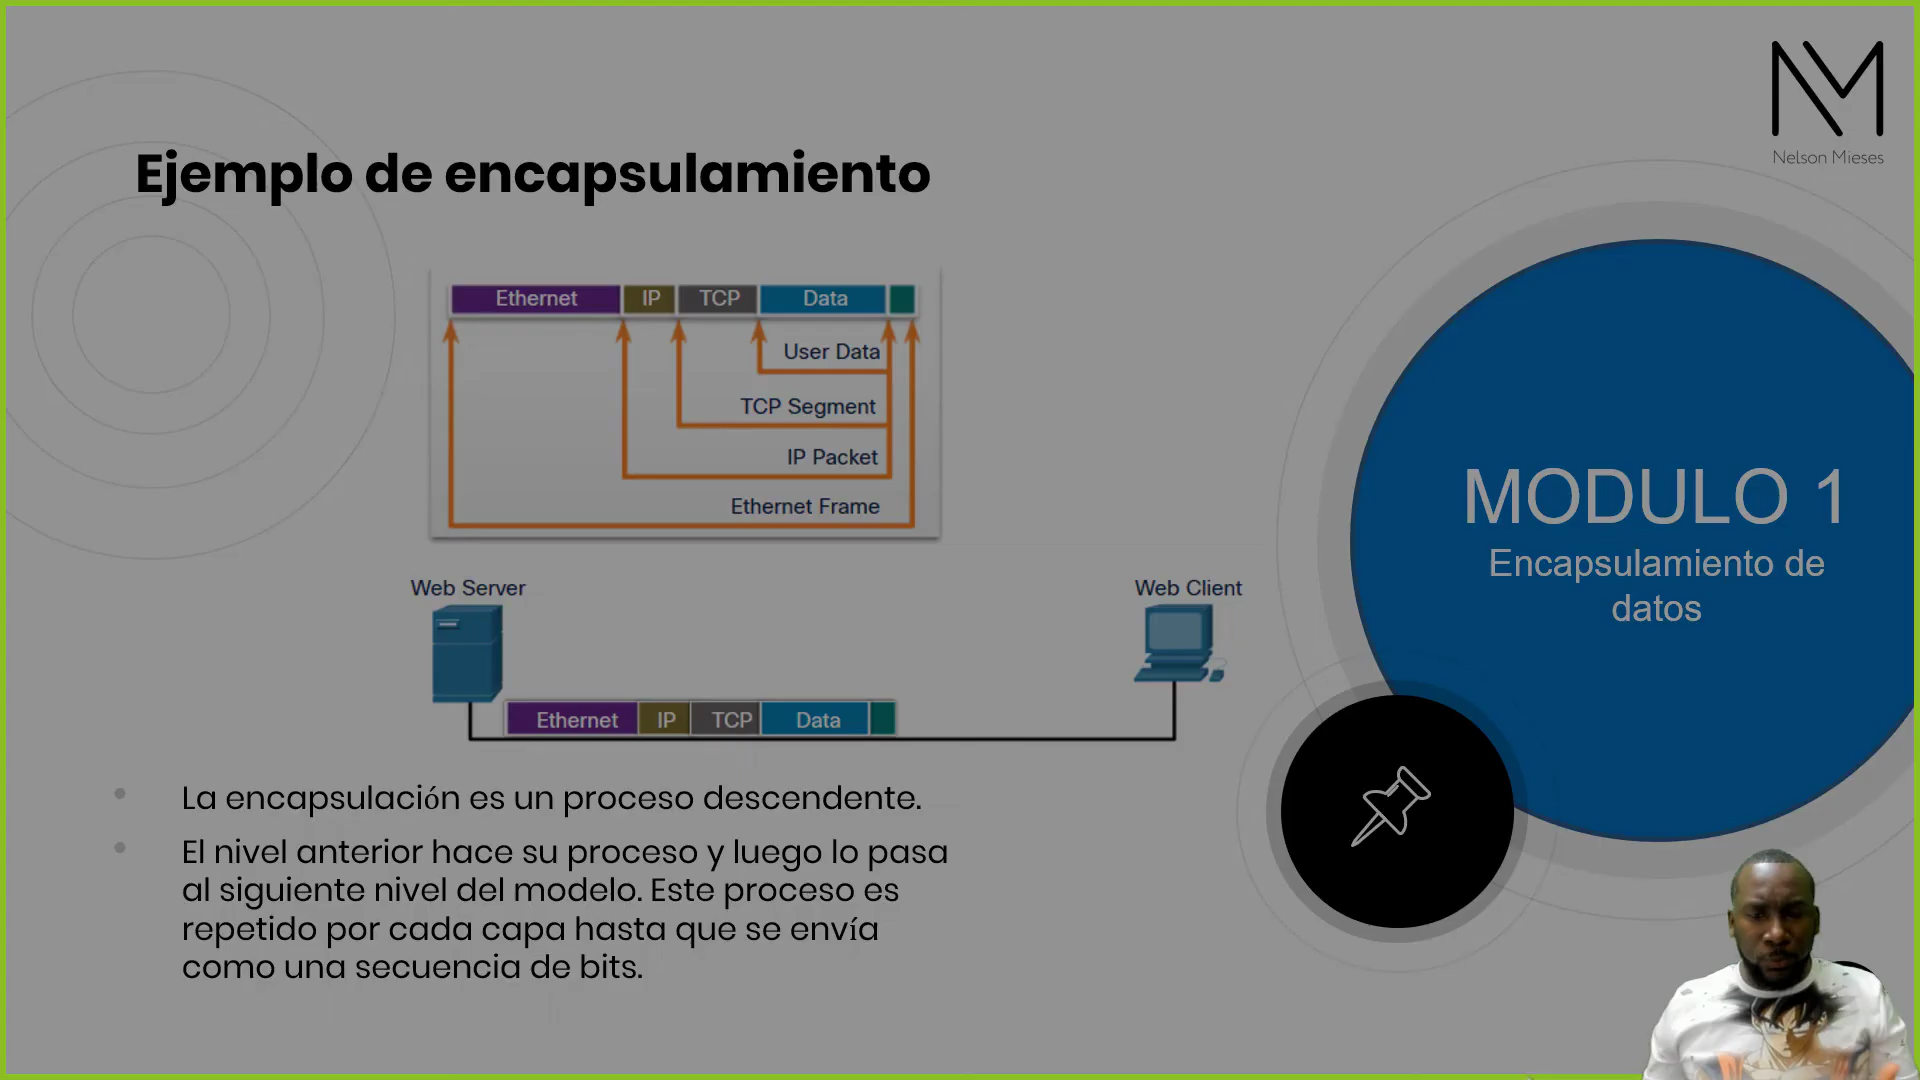 Nelson Mieses
Ejemplo de encapsulamiento
Ethernet IP TCP Data
User Data
TCP Segment
IP Packet
Ethernet Frame
Web Server
Web Client
Ethernet IP TCP Data
MODULO 1
Encapsulamiento de
datos
La encapsulación es un proceso descendente.
El nivel anterior hace su proceso y luego lo pasa
al siguiente nivel del modelo. Este proceso es
repetido por cada capa hasta que se envía
como una secuencia de bits.